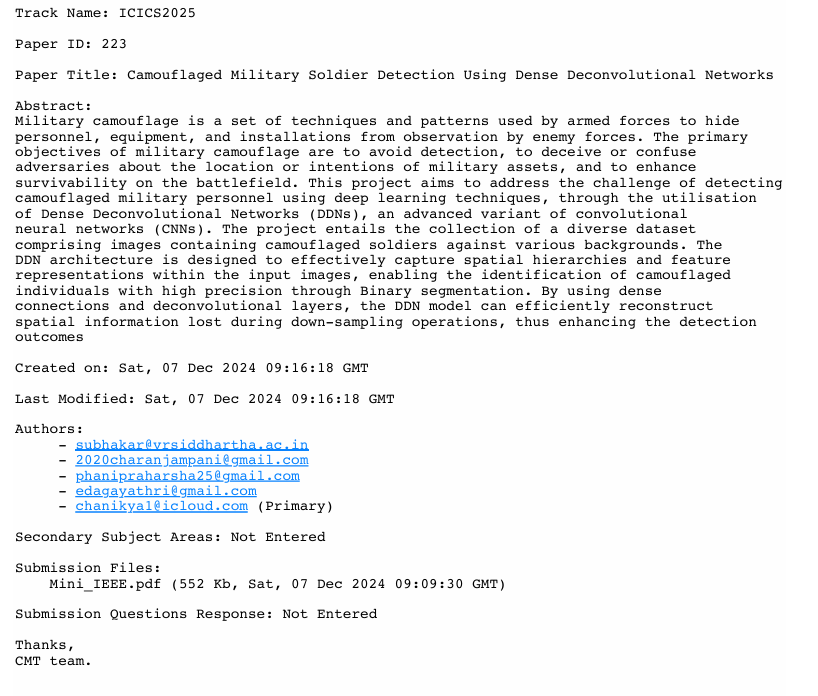 Track Name: ICICS2025
Paper ID: 223
Paper Title: Camouflaged Military Soldier Detection Using Dense Deconvolutional Networks
Abstract:
Military camouflage is a set of techniques and patterns used by armed forces to hide
personnel, equipment, and installations from observation by enemy forces. The primary
objectives of military camouflage are to avoid detection, to deceive or confuse
adversaries about the location or intentions of military assets, and to enhance
survivability on the battlefield. This project aims to address the challenge of detecting
camouflaged military personnel using deep learning techniques, through the utilisation
of Dense Deconvolutional Networks (DDNs), an advanced variant of convolutional
neural networks (CNNs). The project entails the collection of a diverse dataset
comprising images containing camouflaged soldiers against various backgrounds. The
DDN architecture is designed to effectively capture spatial hierarchies and feature
representations within the input images, enabling the identification of camouflaged
individuals with high precision through Binary segmentation. By using dense
connections and deconvolutional layers, the DDN model can efficiently reconstruct
spatial information lost during down-sampling operations, thus enhancing the detection
outcomes
Created on: Sat, 07 Dec 2024 09:16:18 GMT
Last Modified: Sat, 07 Dec 2024 09:16:18 GMT
Authors:
- subhakar@vrsiddhartha.ac.in
- 2020charanjampani@gmail.com
- phanipraharsha25@gmail.com
- edagayathri@gmail.com
- chanikya1@icloud.com (Primary)
Secondary Subject Areas: Not Entered
Submission Files:
Mini_IEEE.pdf (552 Kb, Sat, 07 Dec 2024 09:09:30 GMT)
Submission Questions Response: Not Entered
Thanks,
CMT team.